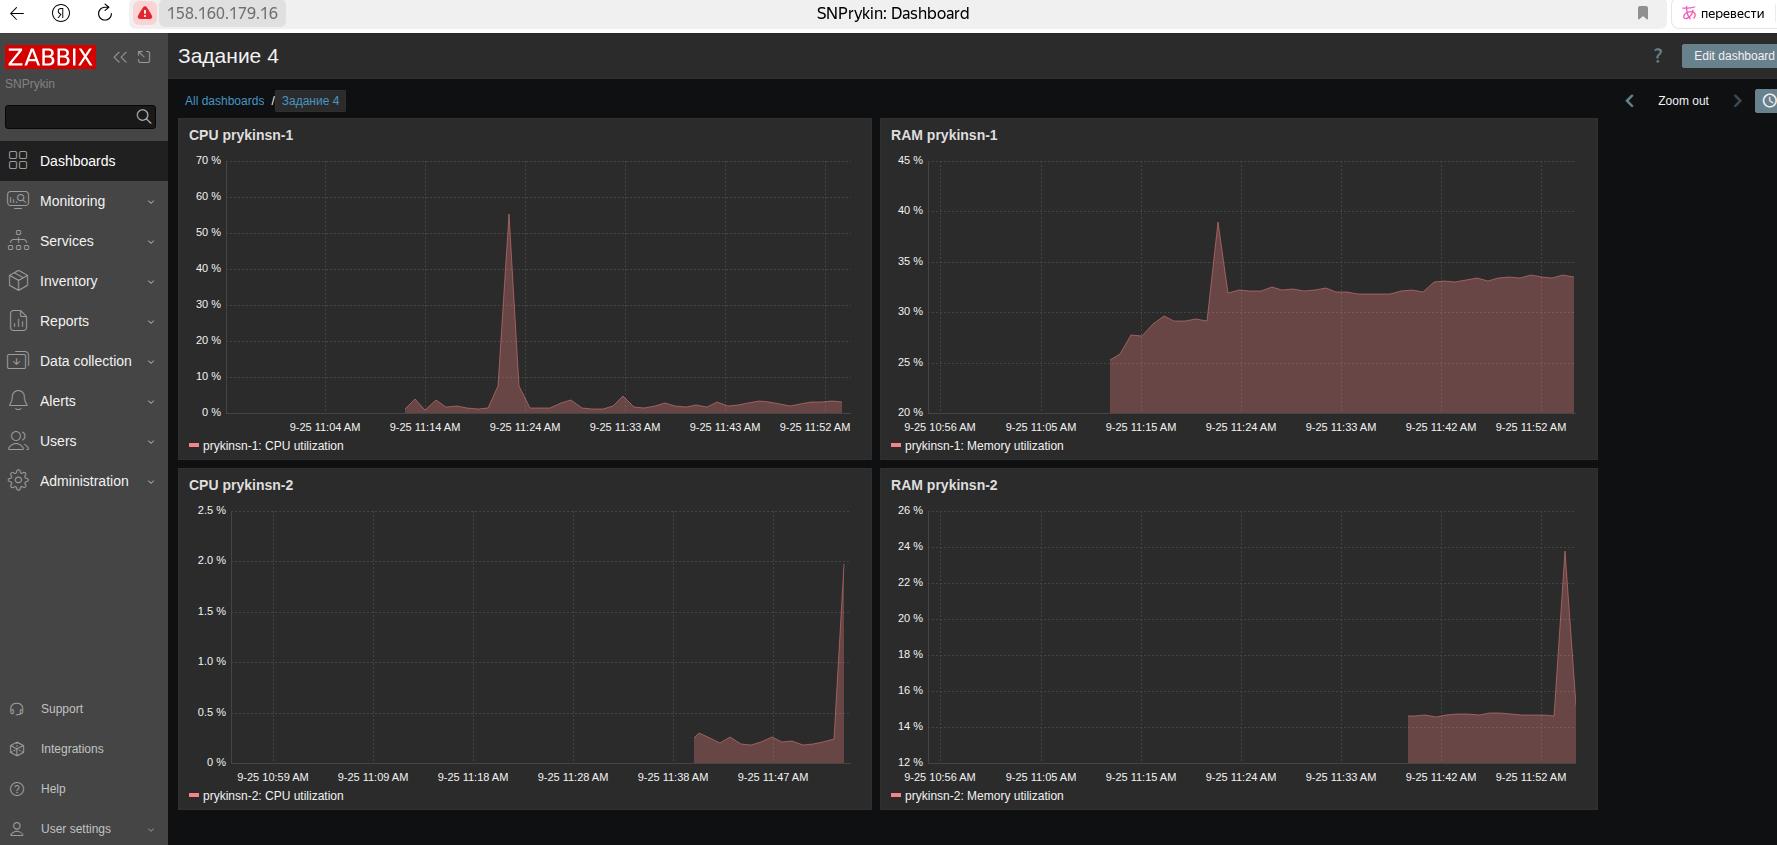 Я
158.160.179.16
SNPrykin: Dashboard
перевести
ZABBIX
SNPrykin
Dashboards
Monitoring
Services
Inventory
Reports
Data collection
Alerts
Users
Administration
Support
Integrations
Help
User settings
Задание 4
? Edit dashboard
All dashboards / Задание 4
Zoom out
CPU prykinsn-1
70 %
60 %
50 %
40 %
30 %
20 %
10 %
0 %
9-25 11:04 AM 9-25 11:14 AM 9-25 11:24 AM 9-25 11:33 AM 9-25 11:43 AM 9-25 11:52 AM
prykinsn-1: CPU utilization
RAM prykinsn-1
45 %
40 %
35 %
30 %
25 %
20 %
9-25 10:56 AM 9-25 11:05 AM 9-25 11:15 AM 9-25 11:24 AM 9-25 11:33 AM 9-25 11:42 AM 9-25 11:52 AM
prykinsn-1: Memory utilization
CPU prykinsn-2
2.5 %
2.0 %
1.5 %
1.0 %
0.5 %
0 %
9-25 10:59 AM 9-25 11:09 AM 9-25 11:18 AM 9-25 11:28 AM 9-25 11:38 AM 9-25 11:47 AM
prykinsn-2: CPU utilization
RAM prykinsn-2
26 %
24 %
22 %
20 %
18 %
16 %
14 %
12 %
9-25 10:56 AM 9-25 11:05 AM 9-25 11:15 AM 9-25 11:24 AM 9-25 11:33 AM 9-25 11:42 AM 9-25 11:52 AM
prykinsn-2: Memory utilization